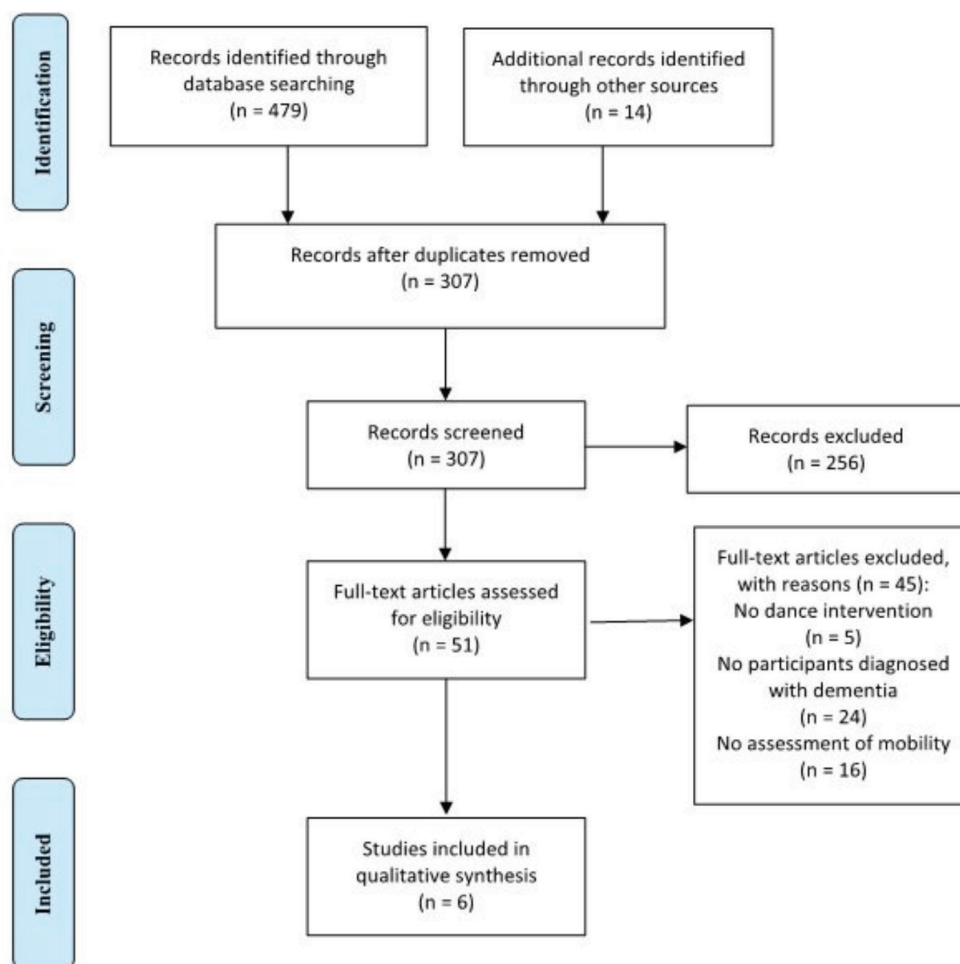 Identification
Records identified through
database searching
(n = 479)
Additional records identified
through other sources
(n = 14)
Records after duplicates removed
(n = 307)
Screening
Records screened
(n = 307)
Records excluded
(n = 256)
Eligibility
Full-text articles assessed
for eligibility
(n = 51)
Full-text articles excluded,
with reasons (n = 45):
No dance intervention
(n = 5)
No participants diagnosed
with dementia
(n = 24)
No assessment of mobility
(n = 16)
Included
Studies included in
qualitative synthesis
(n = 6)